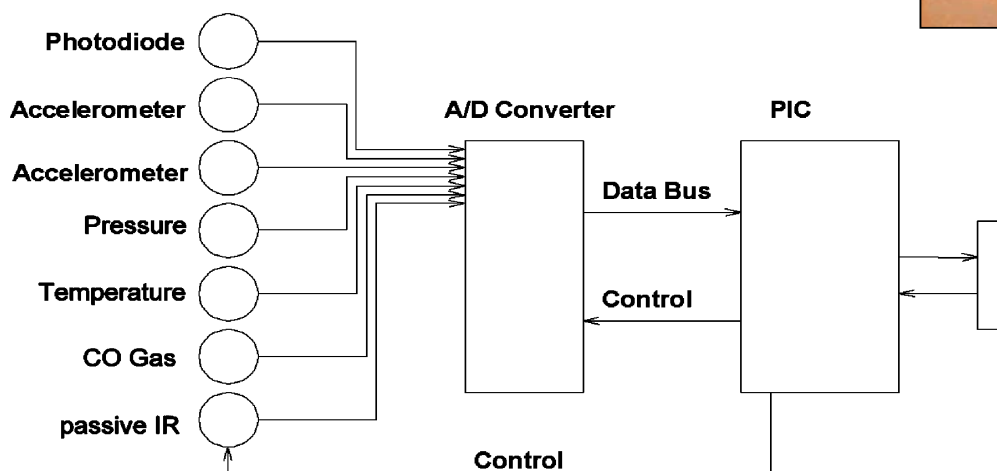 Photodiode
Accelerometer
Accelerometer
Pressure
Temperature
CO Gas
passive IR
A/D Converter
PIC
Data Bus
Control
Control